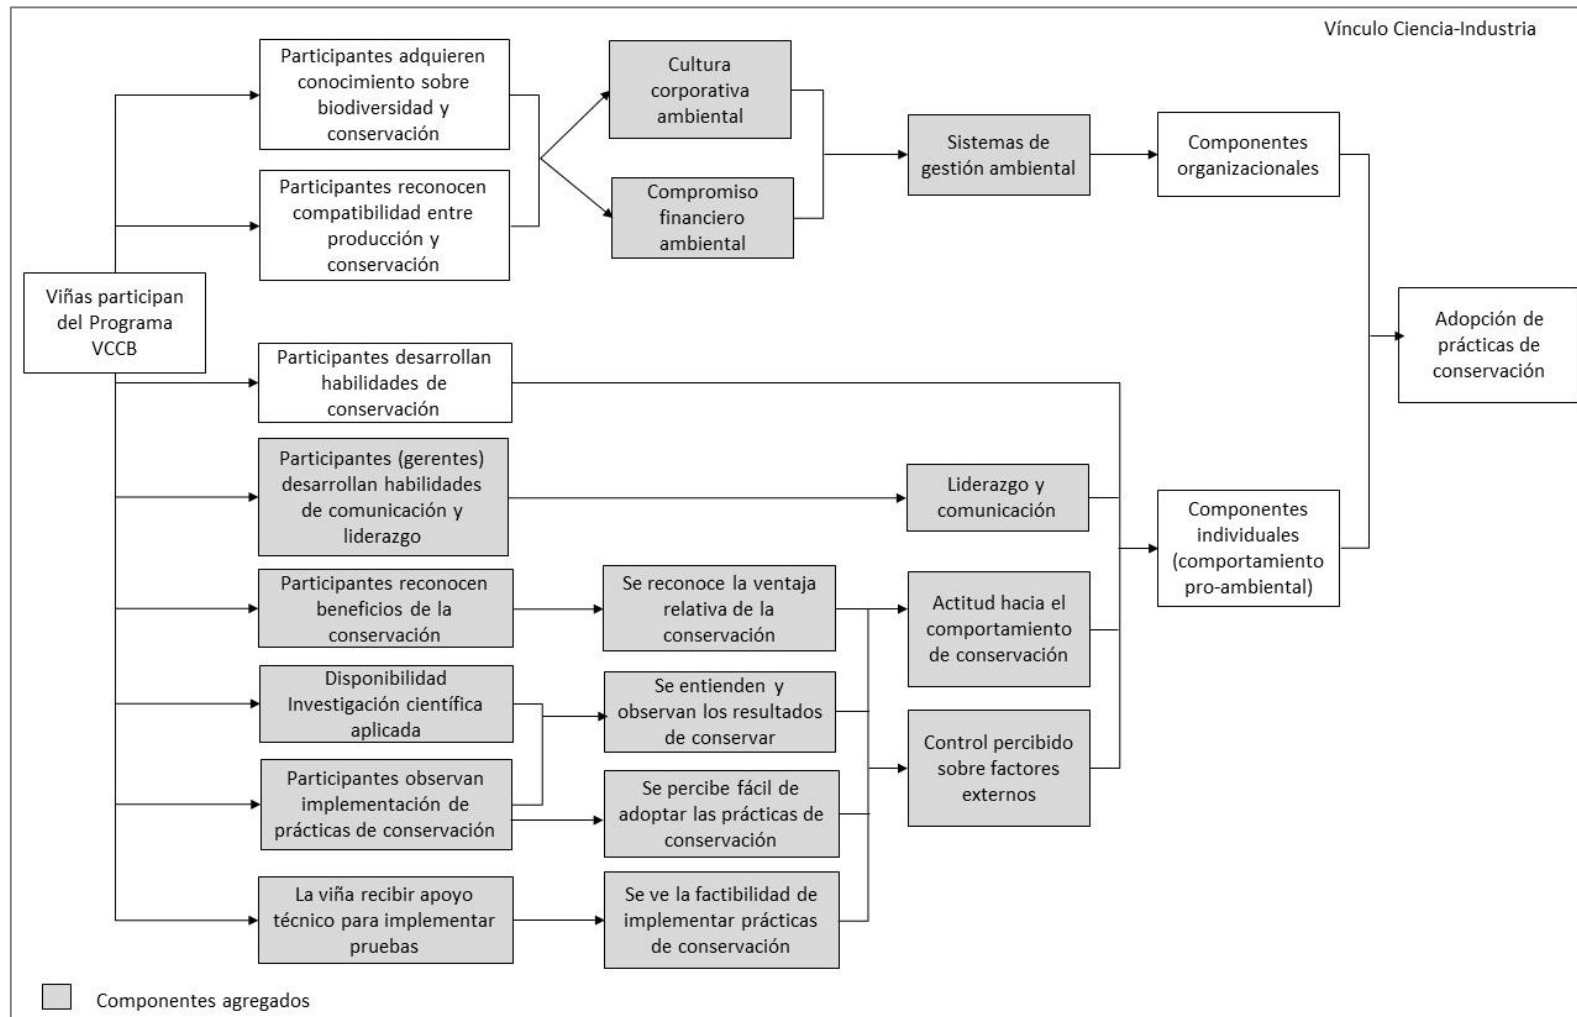 Vínculo Ciencia-Industria
Participantes adquieren
conocimiento sobre
biodiversidad y
conservación
Cultura
corporativa
ambiental
Sistemas de
gestión ambiental
Componentes
organizacionales
Participantes reconocen
compatibilidad entre
producción y
conservación
Compromiso
financiero
ambiental
Viñas participan
del Programa
VCCB
Adopción de
prácticas de
conservación
Participantes desarrollan
habilidades de
conservación
Participantes (gerentes)
desarrollan habilidades
de comunicación y
liderazgo
Liderazgo y
comunicación
Componentes
individuales
(comportamiento
pro-ambiental)
Participantes reconocen
beneficios de la
conservación
Se reconoce la ventaja
relativa de la
conservación
Actitud hacia el
comportamiento
de conservación
Disponibilidad
Investigación científica
aplicada
Se entienden y
observan los resultados
de conservar
Control percibido
sobre factores
externos
Participantes observan
implementación de
prácticas de conservación
Se percibe fácil de
adoptar las prácticas de
conservación
La viña recibir apoyo
técnico para implementar
pruebas
Se ve la factibilidad de
implementar prácticas
de conservación
Componentes agregados